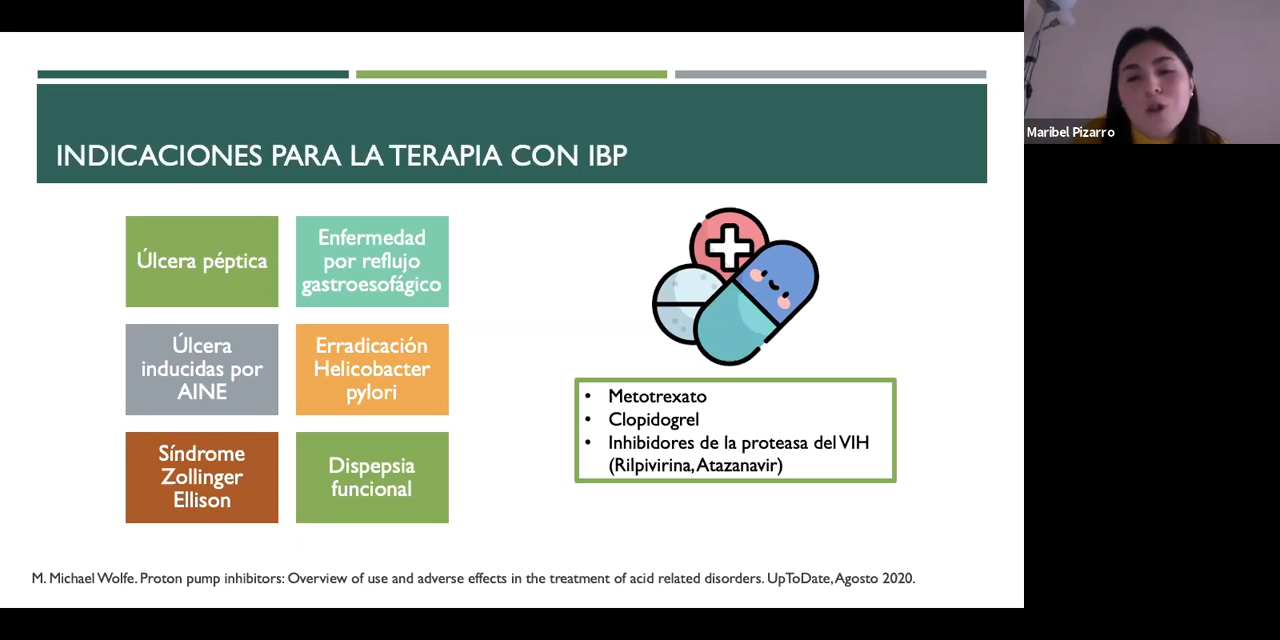 INDICACIONES PARA LA TERAPIA CON IBP
Úlcera péptica
Enfermedad
por reflujo
gastroesofágico
Úlcera
inducidas por
AINE
Erradicación
Helicobacter
pylori
Síndrome
Zollinger
Ellison
Dispepsia
funcional
• Metotrexato
• Clopidogrel
• Inhibidores de la proteasa del VIH
(Rilpivirina, Atazanavir)
M. Michael Wolfe. Proton pump inhibitors: Overview of use and adverse effects in the treatment of acid related disorders. UpToDate, Agosto 2020.
Maribel Pizarro